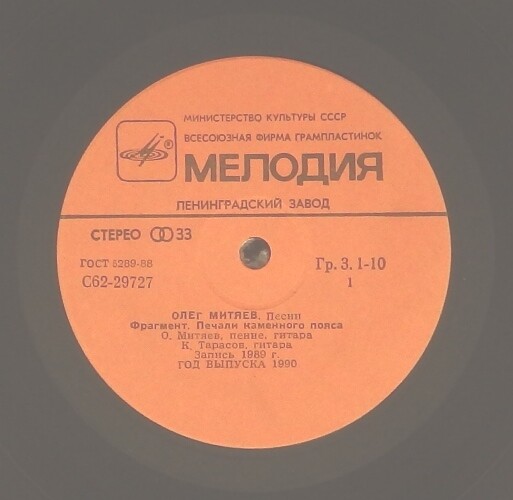 МИНИСТЕРСТВО КУЛЬТУРЫ СССР
ВСЕСОЮЗНАЯ ФИРМА ГРАМПЛАСТИНОК
®
МЕЛОДИЯ
ЛЕНИНГРАДСКИЙ ЗАВОД
СТЕРЕО 33
ГОСТ 5289-88
С62-29727
Гр. 3. 1-10
1
ОЛЕГ МИТЯЕВ. Песни
Фрагмент. Печали каменного пояса
О. Митяев, пение, гитара
К. Тарасов, гитара
Запись 1989 г.
ГОД ВЫПУСКА 1990